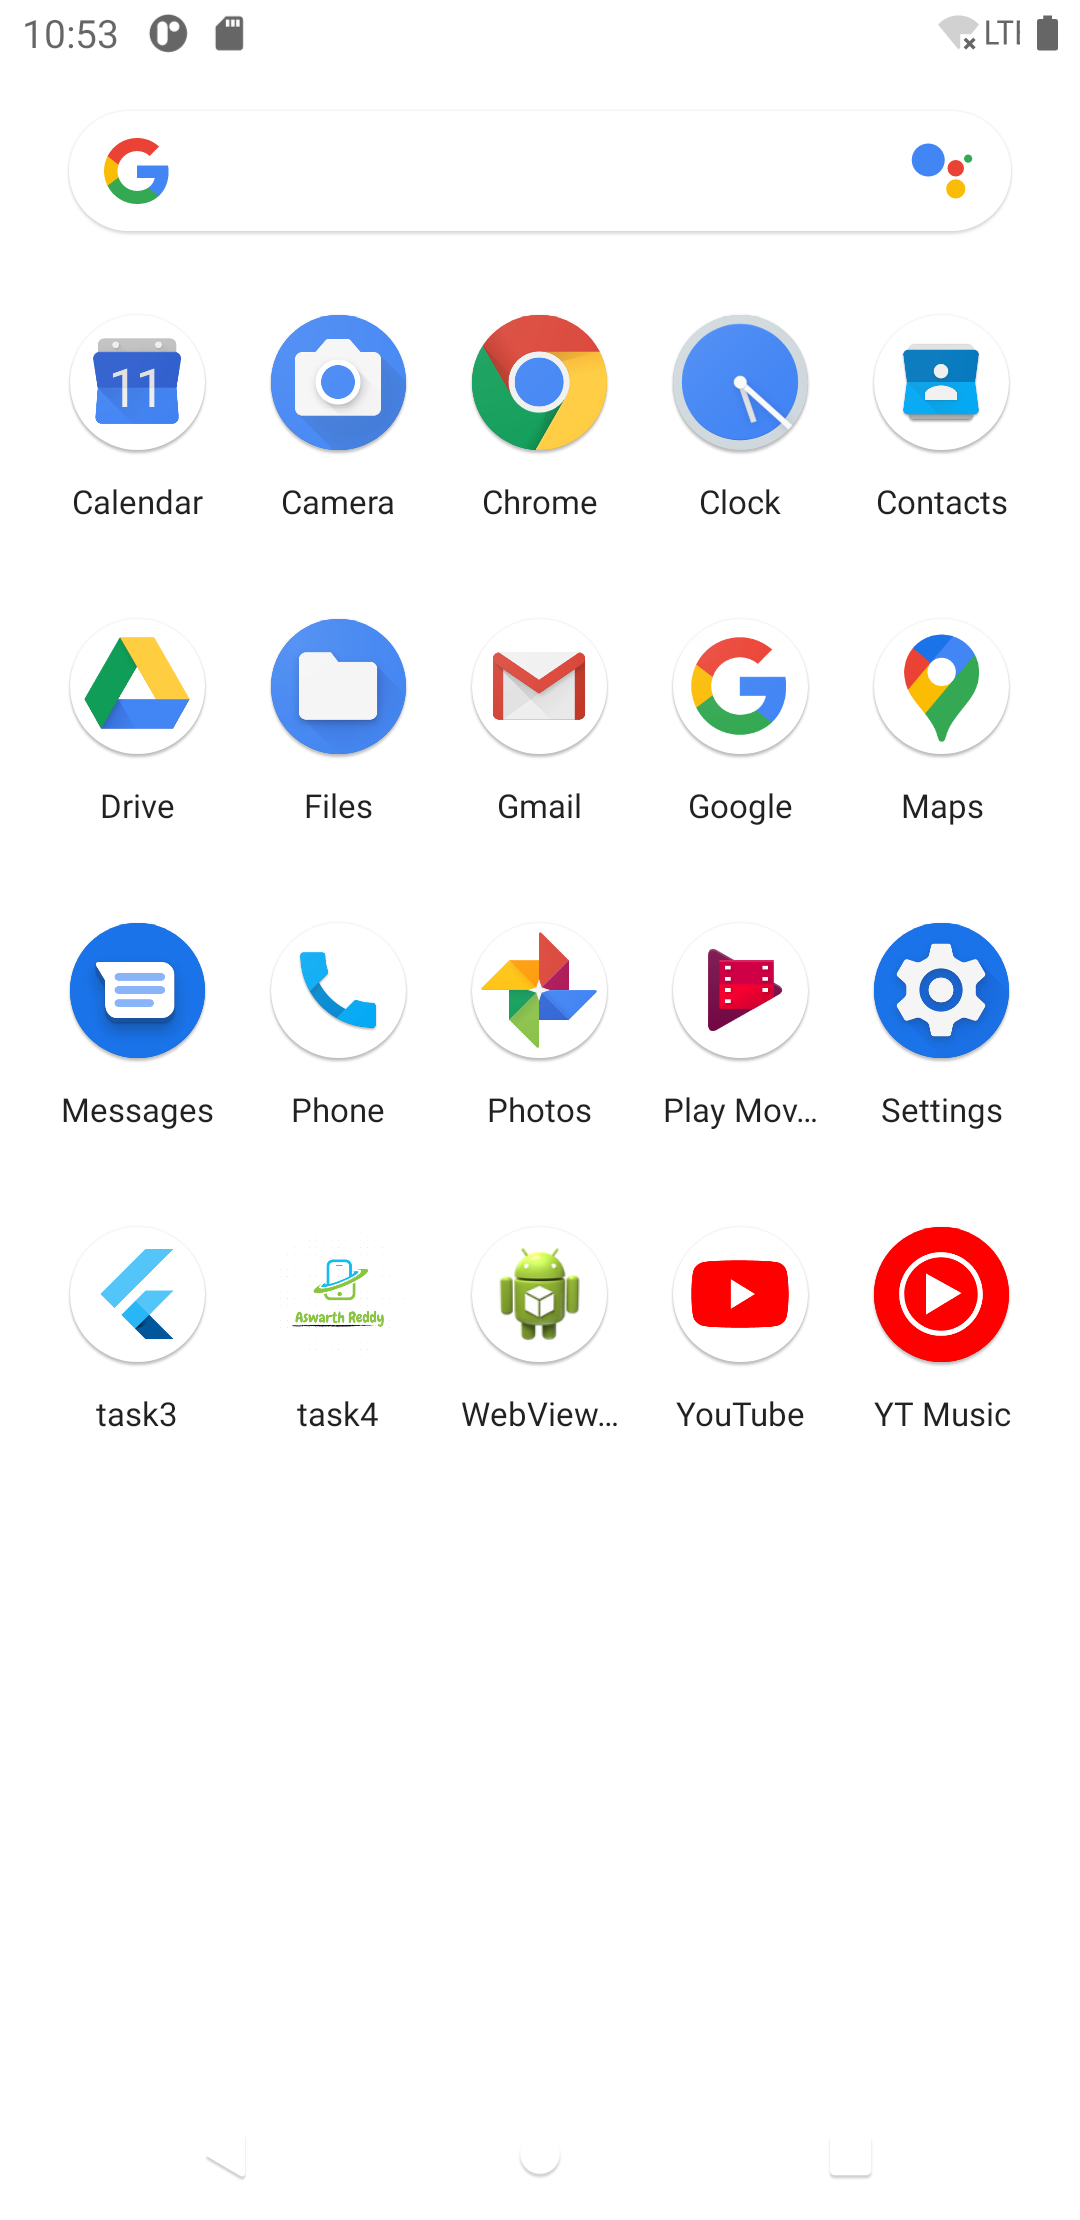 10:53 LTE
11
Calendar Camera Chrome Clock Contacts
Drive Files Gmail Google Maps
Messages Phone Photos Play Mov... Settings
Aswarth Reddy
task3 task4 WebView... YouTube YT Music